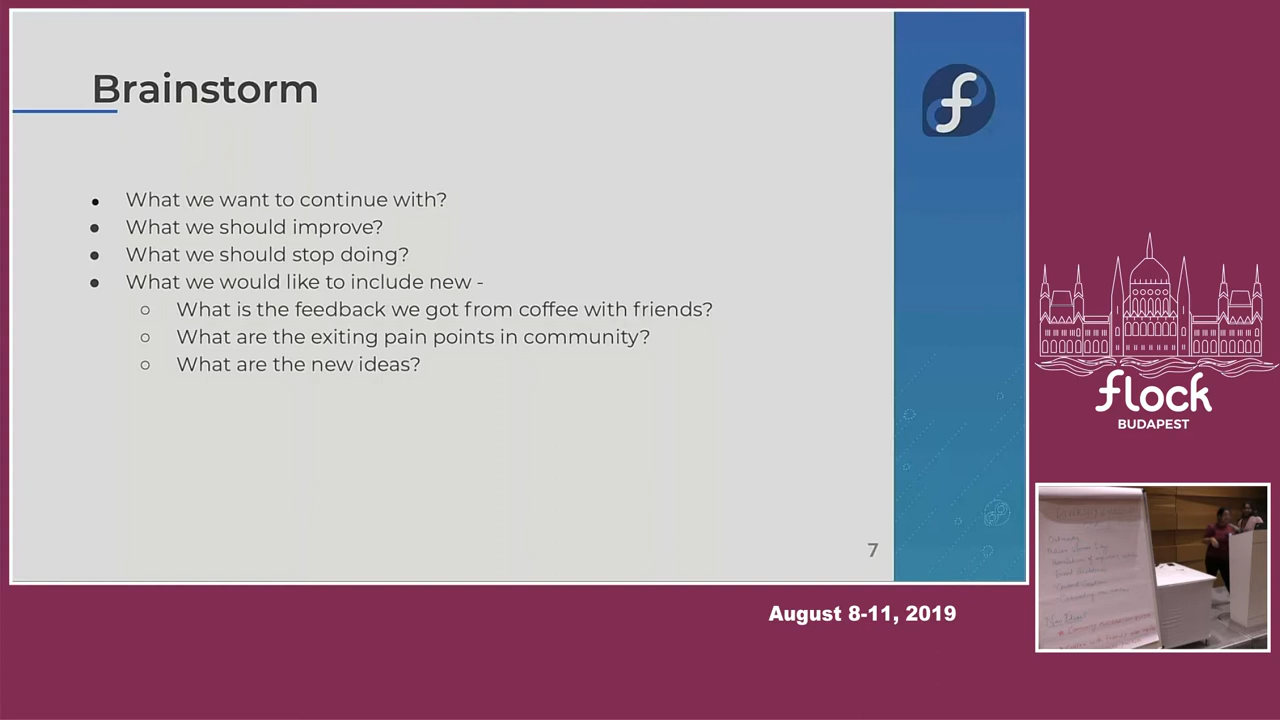 Brainstorm
What we want to continue with?
What we should improve?
What we should stop doing?
What we would like to include new -
What is the feedback we got from coffee with friends?
What are the exiting pain points in community?
What are the new ideas?
7
flock
BUDAPEST
August 8-11, 2019